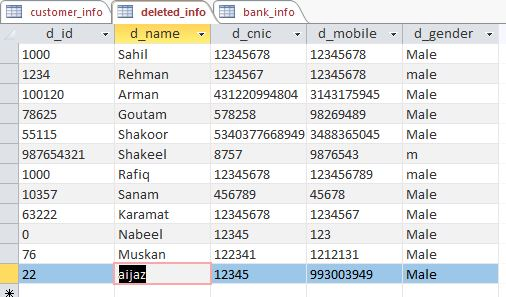 customer_info deleted_info bank_info
d_id d_name d_cnic d_mobile d_gender
1000 Sahil 12345678 12345678 Male
1234 Rehman 1234567 12345678 male
100120 Arman 431220994804 3143175945 Male
78625 Goutam 578258 98269489 Male
55115 Shakoor 5340377668949 3488365045 Male
987654321 Shakeel 8757 9876543 m
1000 Rafiq 12345678 123456789 male
10357 Sanam 456789 45678 Male
63222 Karamat 12345678 1234567 Male
0 Nabeel 12345 123 Male
76 Muskan 122341 1212131 Male
22 aijaz 12345 993003949 Male